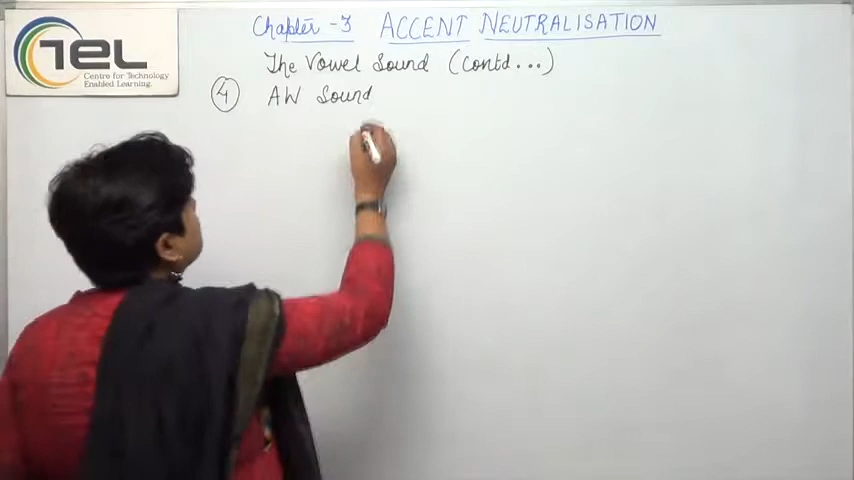 Chapter - 3 ACCENT NEUTRALISATION
TEL
Centre for Technology
Enabled Learning
The Vowel Sound (Contd...)
4 AW Sound